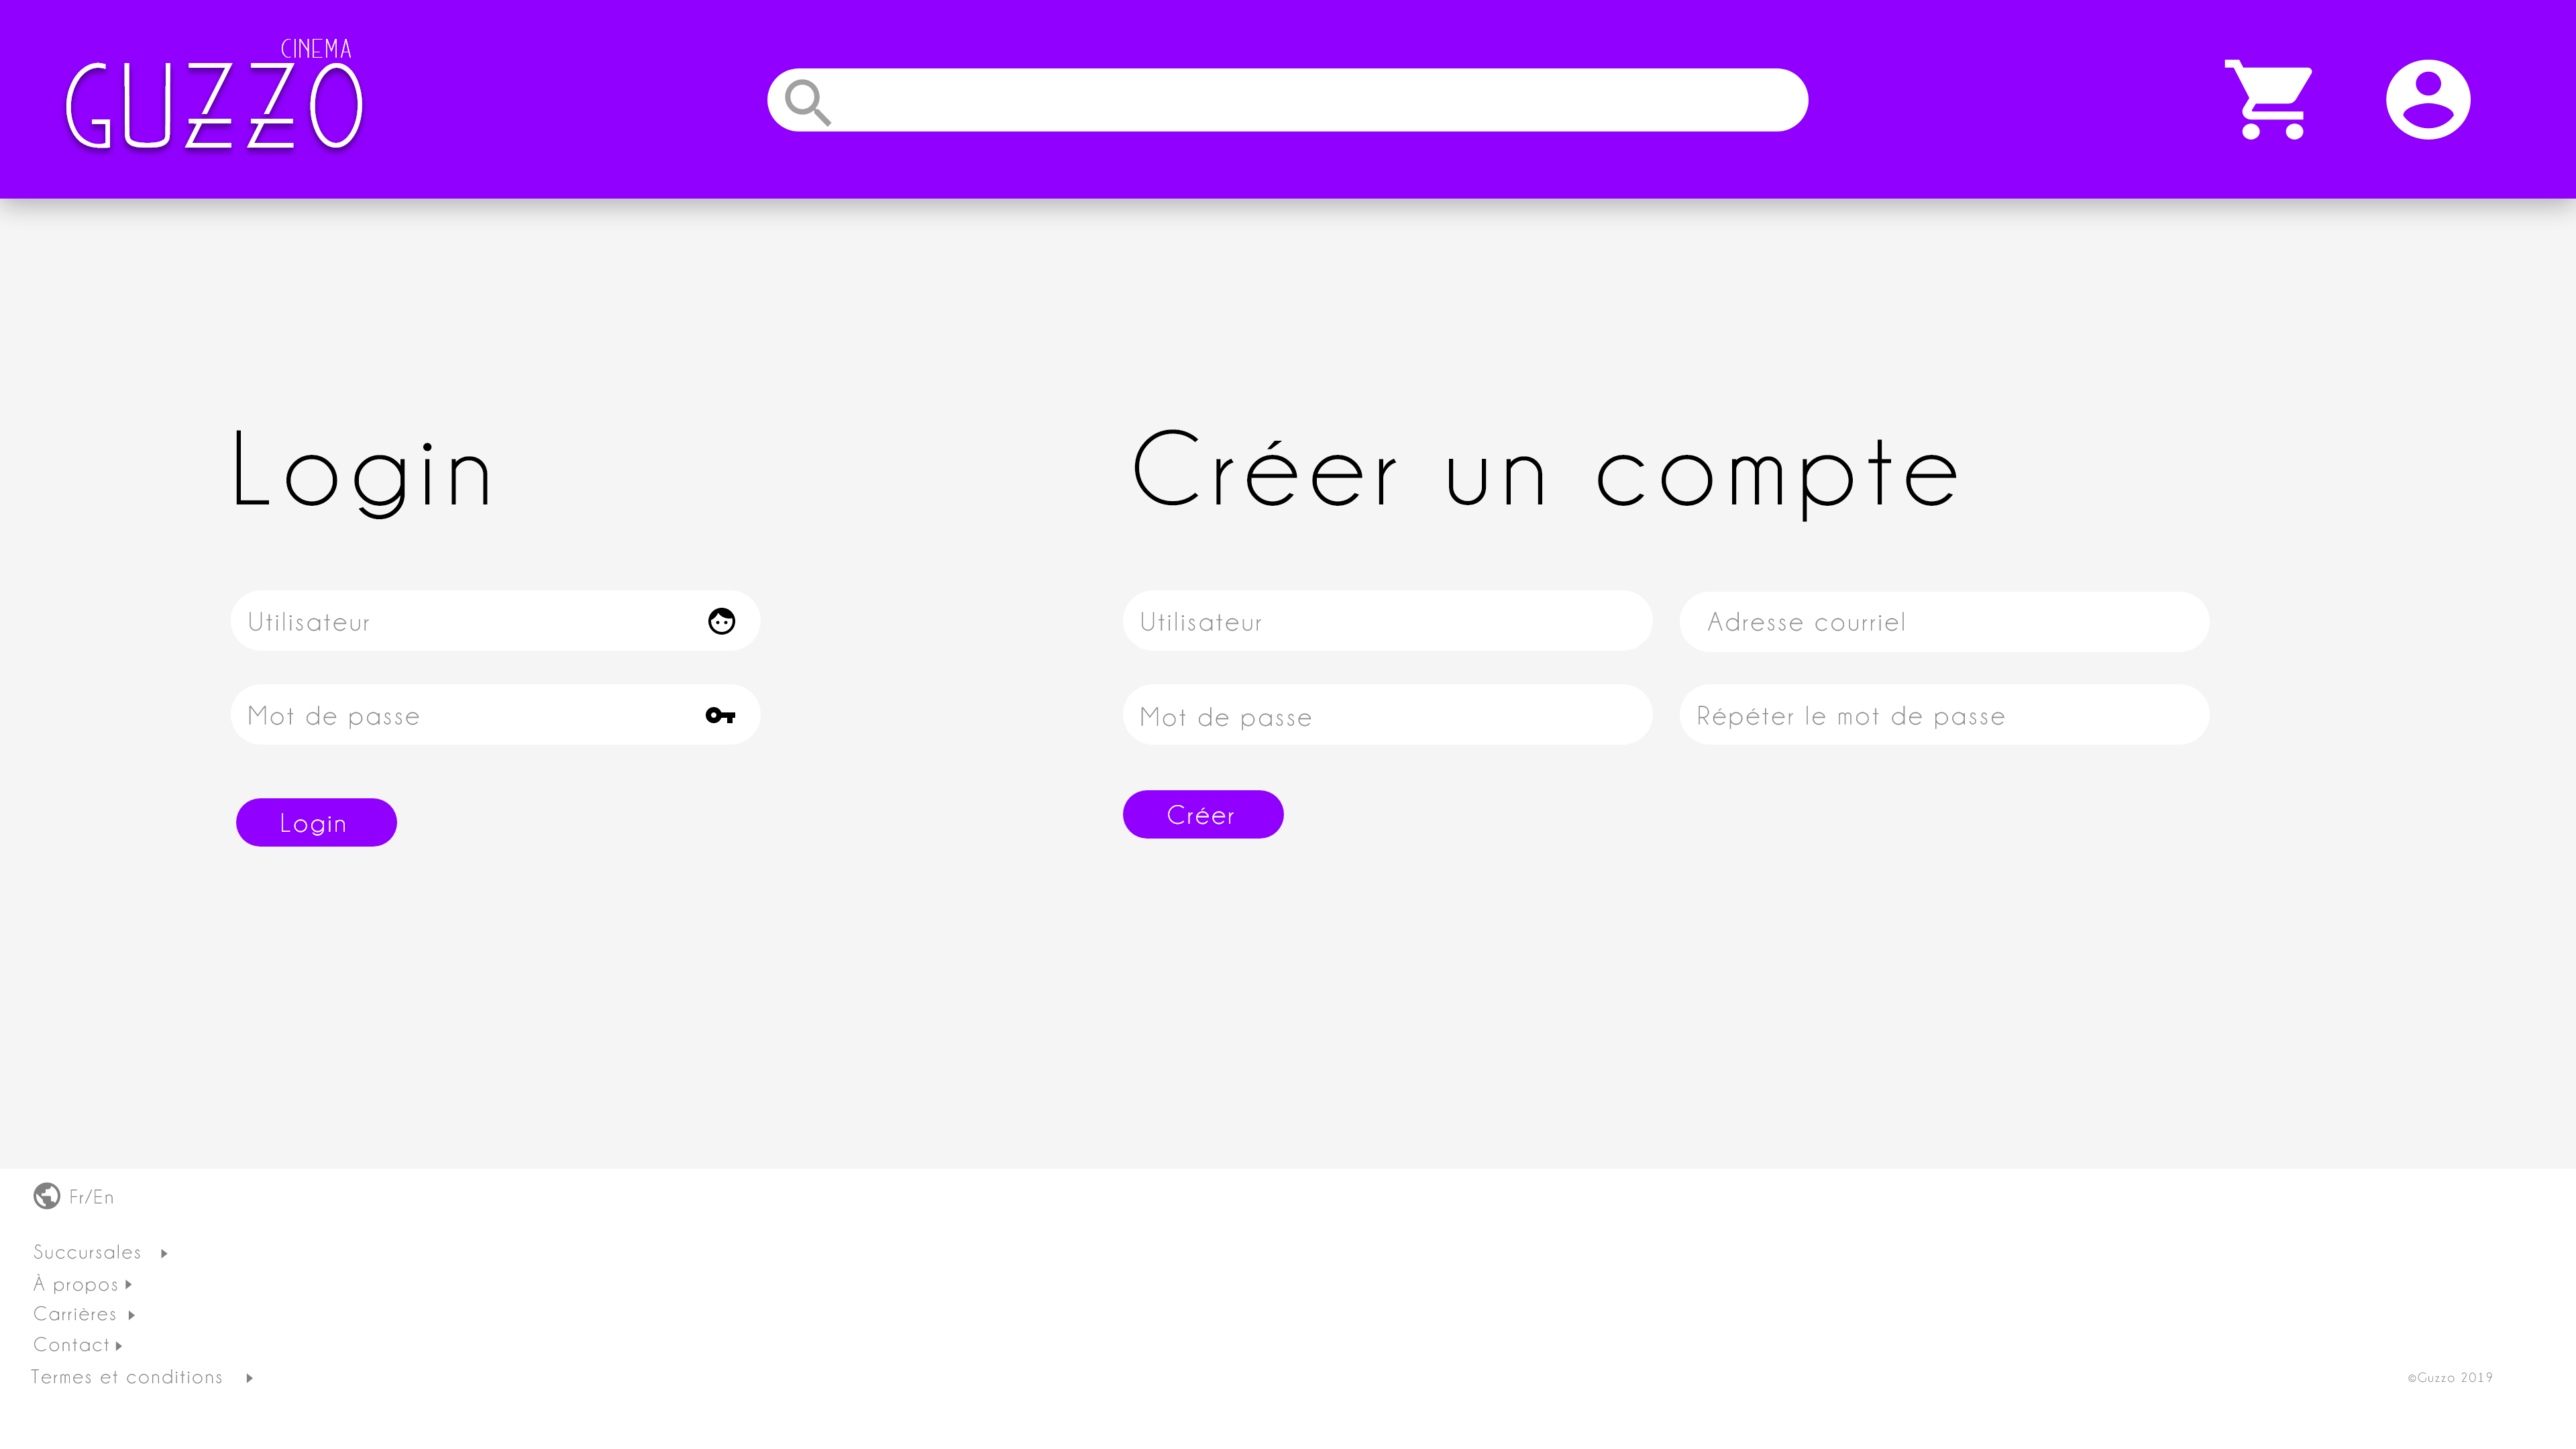 CINEMA
GUZZO
Login
Créer un compte
Utilisateur
Utilisateur
Adresse courriel
Mot de passe
Mot de passe
Répéter le mot de passe
Login
Créer
Fr/En
Succursales
À propos
Carrières
Contact
Termes et conditions
©Guzzo 2019